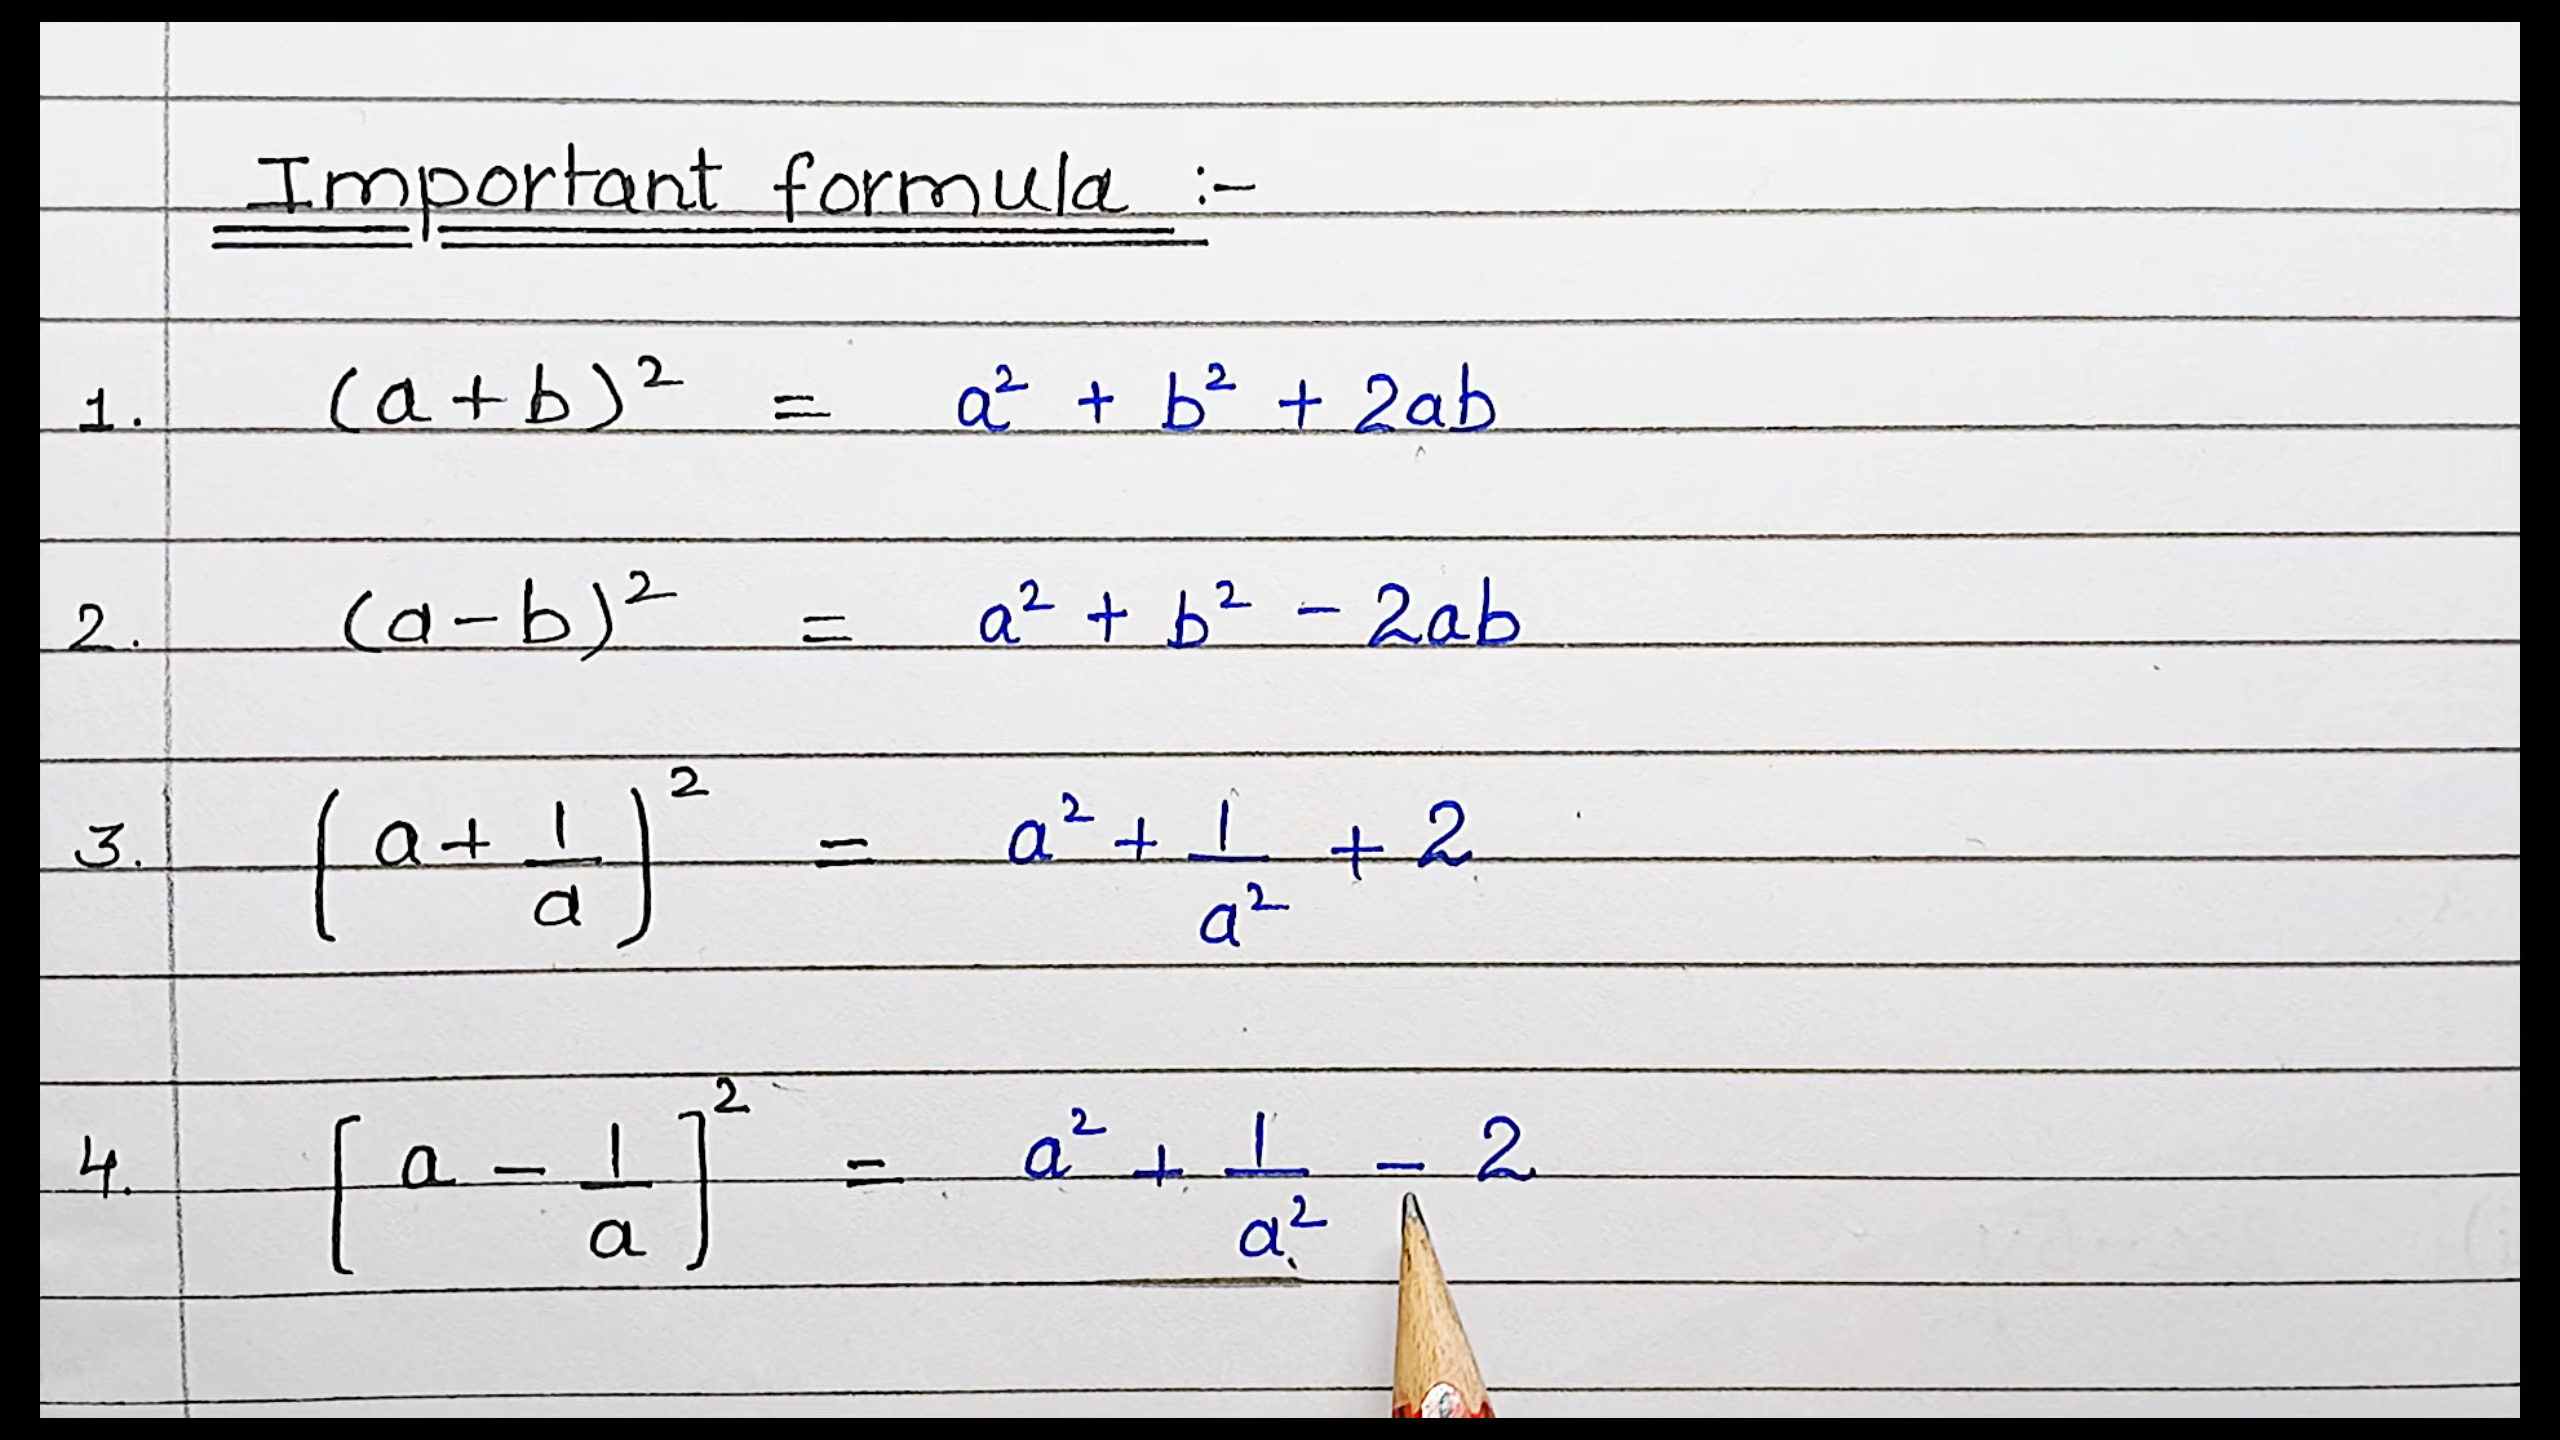 Important formula :-
1. (a+b)² = a² + b² + 2ab
2. (a-b)² = a² + b² - 2ab
3. (a + 1/a)² = a² + 1/a² + 2
4. [a - 1/a]² = a² + 1/a² - 2